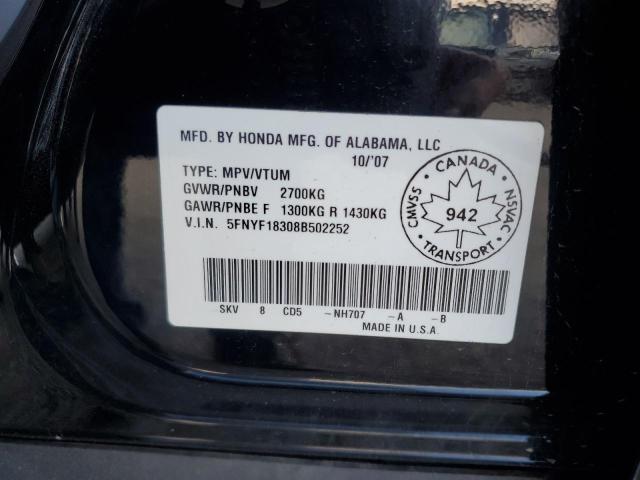 MFD. BY HONDA MFG. OF ALABAMA, LLC
10/'07
TYPE: MPV/VTUM
GVWR/PNBV 2700KG
GAWR/PNBE F 1300KG R 1430KG
V.I.N. 5FNYF18308B502252
CMVSS CANADA NSVAC
942
TRANSPORT
SKV 8 CD5 -NH707 -A -B
MADE IN U.S.A.